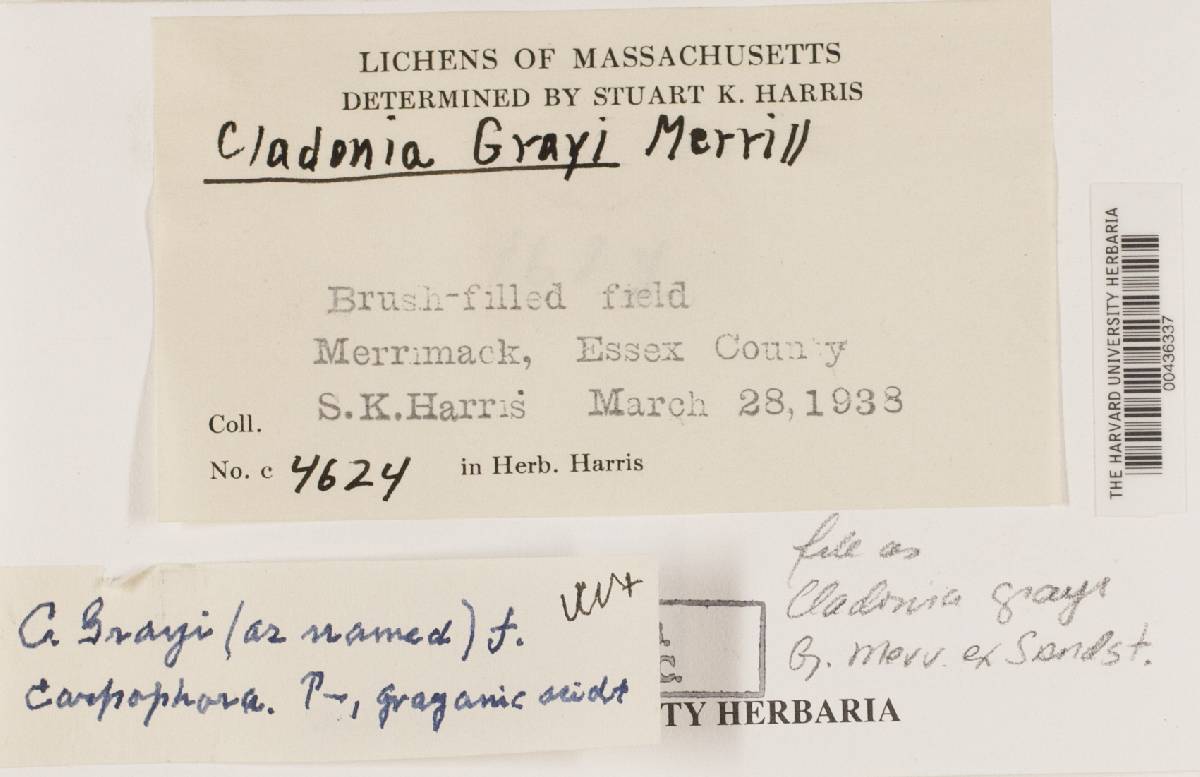 LICHENS OF MASSACHUSETTS
DETERMINED BY STUART K. HARRIS
Cladonia Grayi Merrill
Brush-filled field
Merrimack, Essex County
Coll. S.K.Harris March 28,1938
No. c 4624 in Herb. Harris
THE HARVARD UNIVERSITY HERBARIA
00436337
file as
Cladonia grayi
G. Merr. ex Sandst.
C. Grayi (as named) f.
carpophora. P-, grayanic acid+
UV+
TY HERBARIA